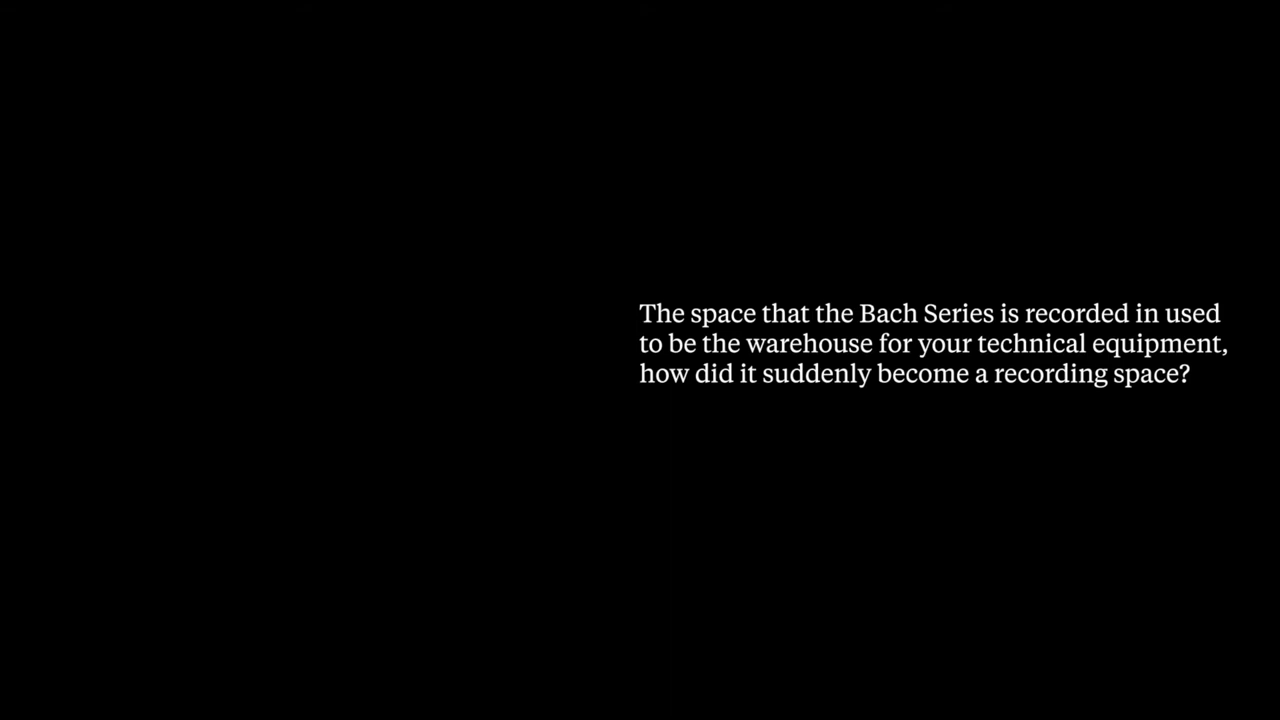 The space that the Bach Series is recorded in used
to be the warehouse for your technical equipment,
how did it suddenly become a recording space?